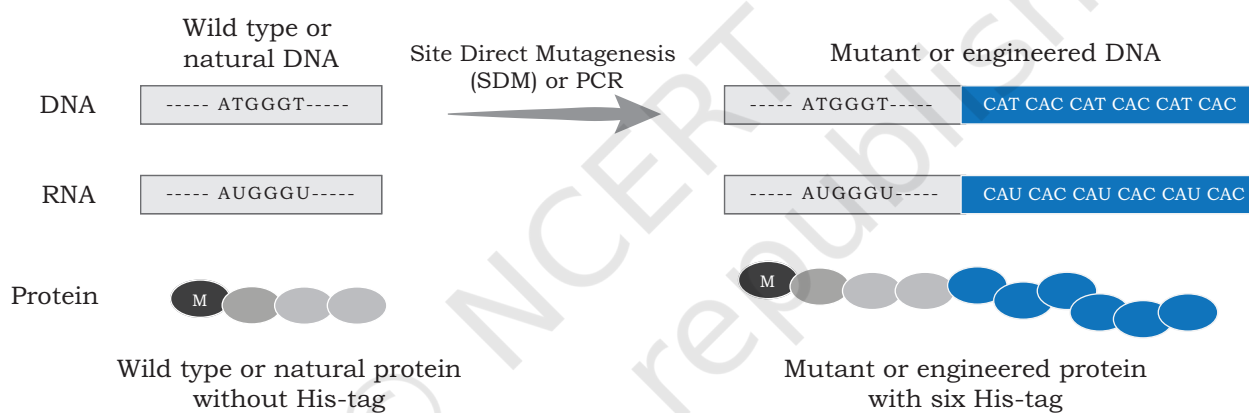 Wild type or
natural DNA
Site Direct Mutagenesis
(SDM) or PCR
Mutant or engineered DNA
DNA
----- ATGGGT-----
----- ATGGGT-----
CAT CAC CAT CAC CAT CAC
RNA
----- AUGGGU-----
----- AUGGGU-----
CAU CAC CAU CAC CAU CAC
Protein
M
M
Wild type or natural protein
without His-tag
Mutant or engineered protein
with six His-tag
© NCERT
republish